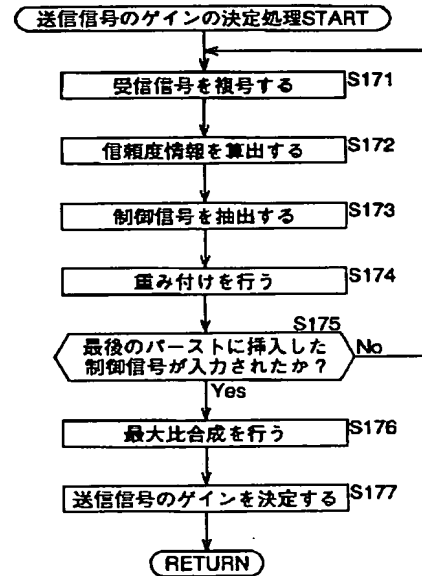 送信信号のゲインの決定処理START
受信信号を複号する
S171
信頼度情報を算出する
S172
制御信号を抽出する
S173
重み付けを行う
S174
S175
最後のバーストに挿入した
制御信号が入力されたか？
No
Yes
最大比合成を行う
S176
送信信号のゲインを決定する
S177
RETURN